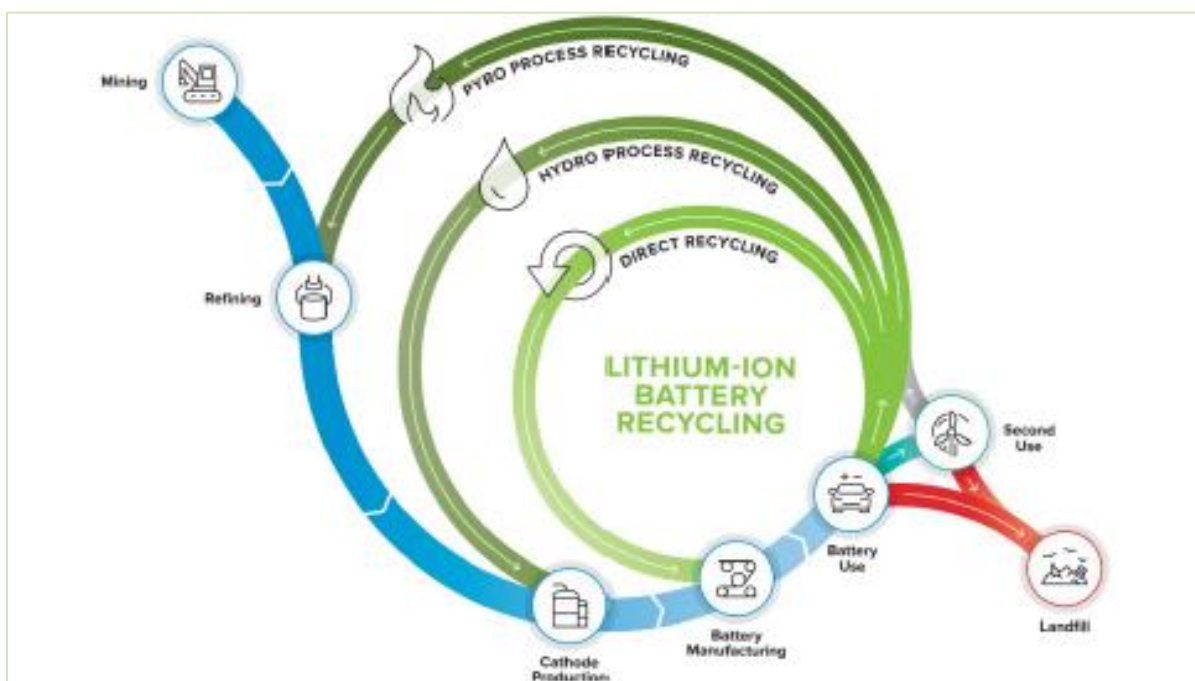 Mining
PYRO PROCESS RECYCLING
HYDRO PROCESS RECYCLING
DIRECT RECYCLING
Refining
LITHIUM-ION
BATTERY
RECYCLING
Second
Use
Battery
Use
Landfill
Battery
Manufacturing
Cathode
Production